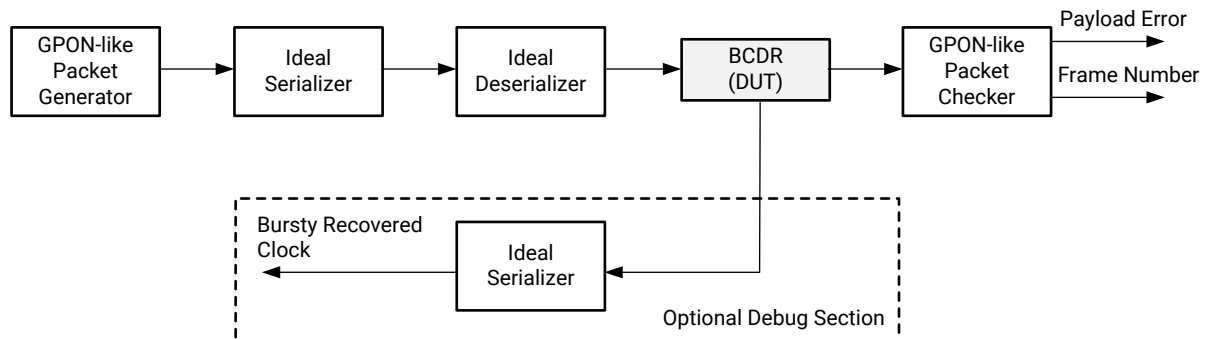 GPON-like
Packet
Generator
Ideal
Serializer
Ideal
Deserializer
BCDR
(DUT)
GPON-like
Packet
Checker
Payload Error
Frame Number
Bursty Recovered
Clock
Ideal
Serializer
Optional Debug Section